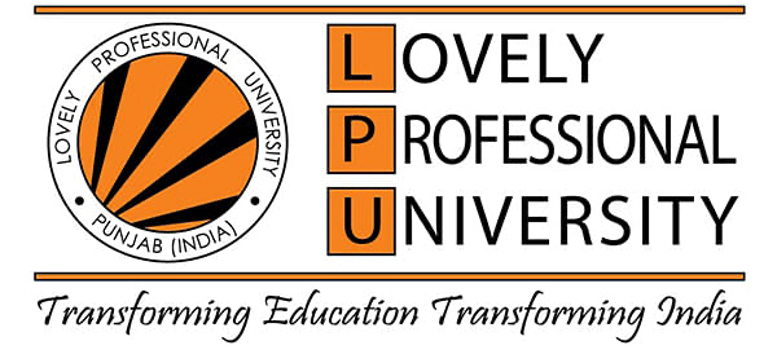 LOVELY PROFESSIONAL UNIVERSITY
PUNJAB (INDIA)
LOVELY
PROFESSIONAL
UNIVERSITY
Transforming Education Transforming India